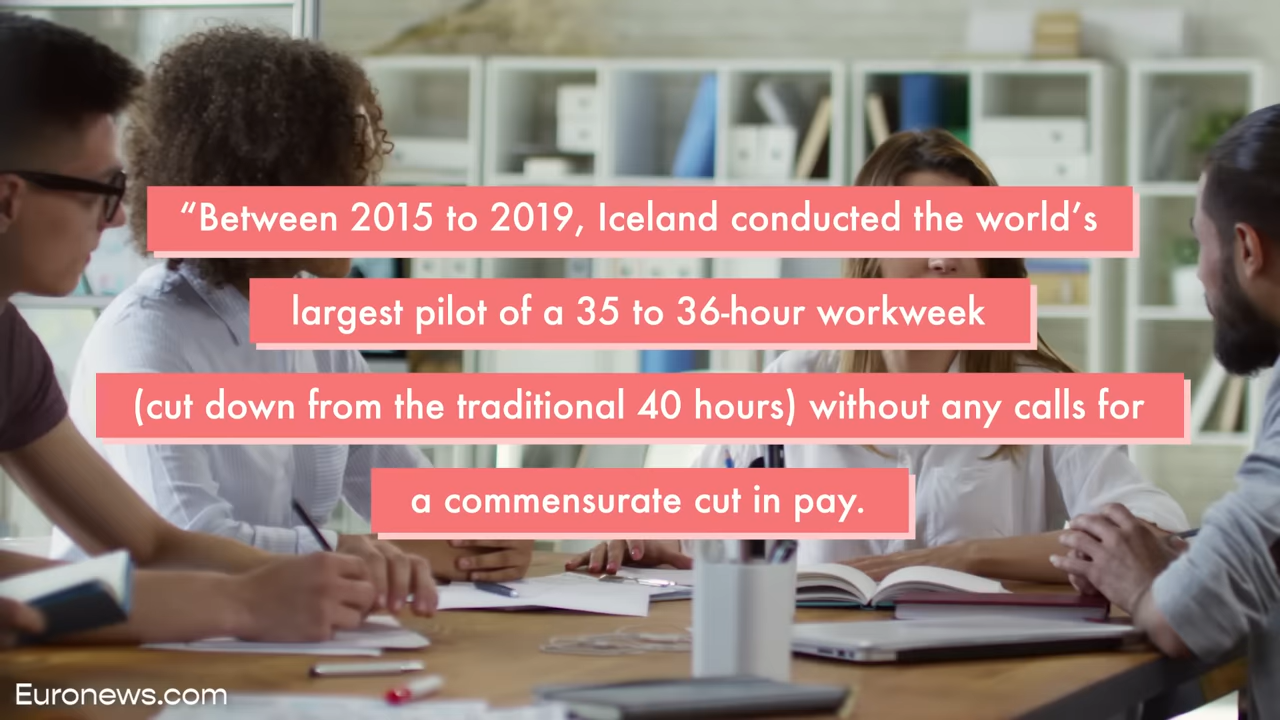 “Between 2015 to 2019, Iceland conducted the world’s
largest pilot of a 35 to 36-hour workweek
(cut down from the traditional 40 hours) without any calls for
a commensurate cut in pay.
Euronews.com